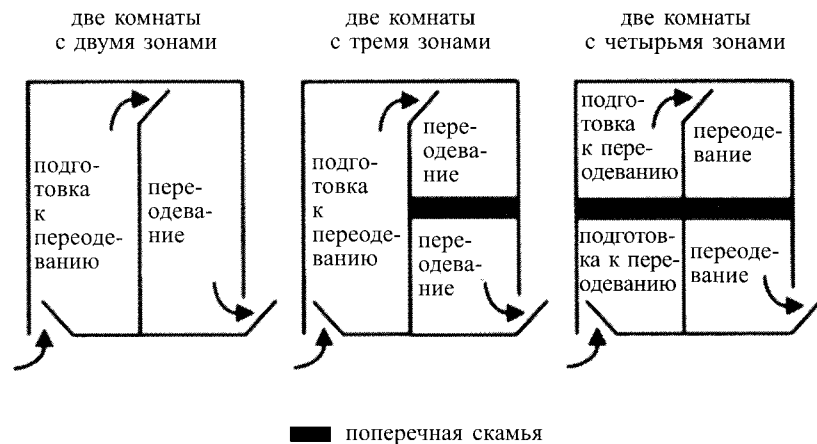 две комнаты
с двумя зонами
две комнаты
с тремя зонами
две комнаты
с четырьмя зонами
подго-
товка
к
переоде-
ванию
пере-
одева-
ние
подго-
товка
к
переоде-
ванию
пере-
одева-
ние
пере-
одева-
ние
подго-
товка
к пере-
одеванию
переоде-
вание
подготов-
ка к пере-
одеванию
переоде-
вание
поперечная скамья